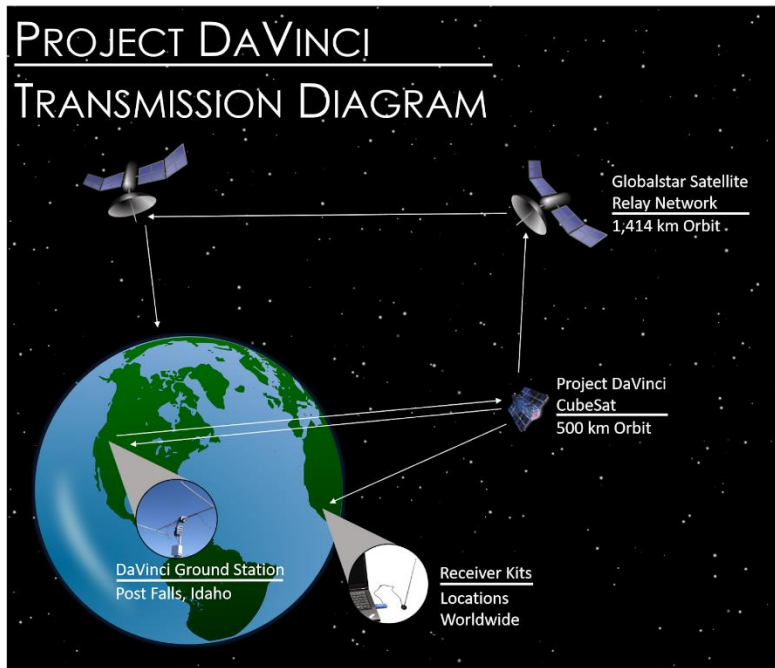 PROJECT DAVINCI
TRANSMISSION DIAGRAM
Globalstar Satellite
Relay Network
1,414 km Orbit
Project DaVinci
CubeSat
500 km Orbit
DaVinci Ground Station
Post Falls, Idaho
Receiver Kits
Locations
Worldwide